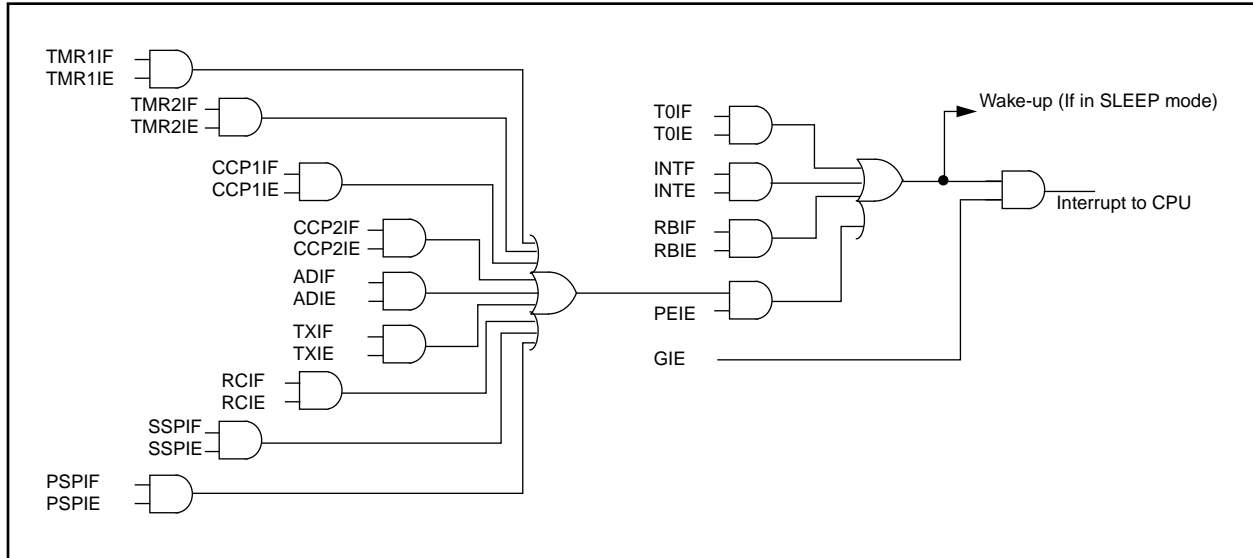 TMR1IF
TMR1IE
TMR2IF
TMR2IE
CCP1IF
CCP1IE
CCP2IF
CCP2IE
ADIF
ADIE
TXIF
TXIE
RCIF
RCIE
SSPIF
SSPIE
PSPIF
PSPIE
T0IF
T0IE
INTF
INTE
RBIF
RBIE
PEIE
GIE
Wake-up (If in SLEEP mode)
Interrupt to CPU